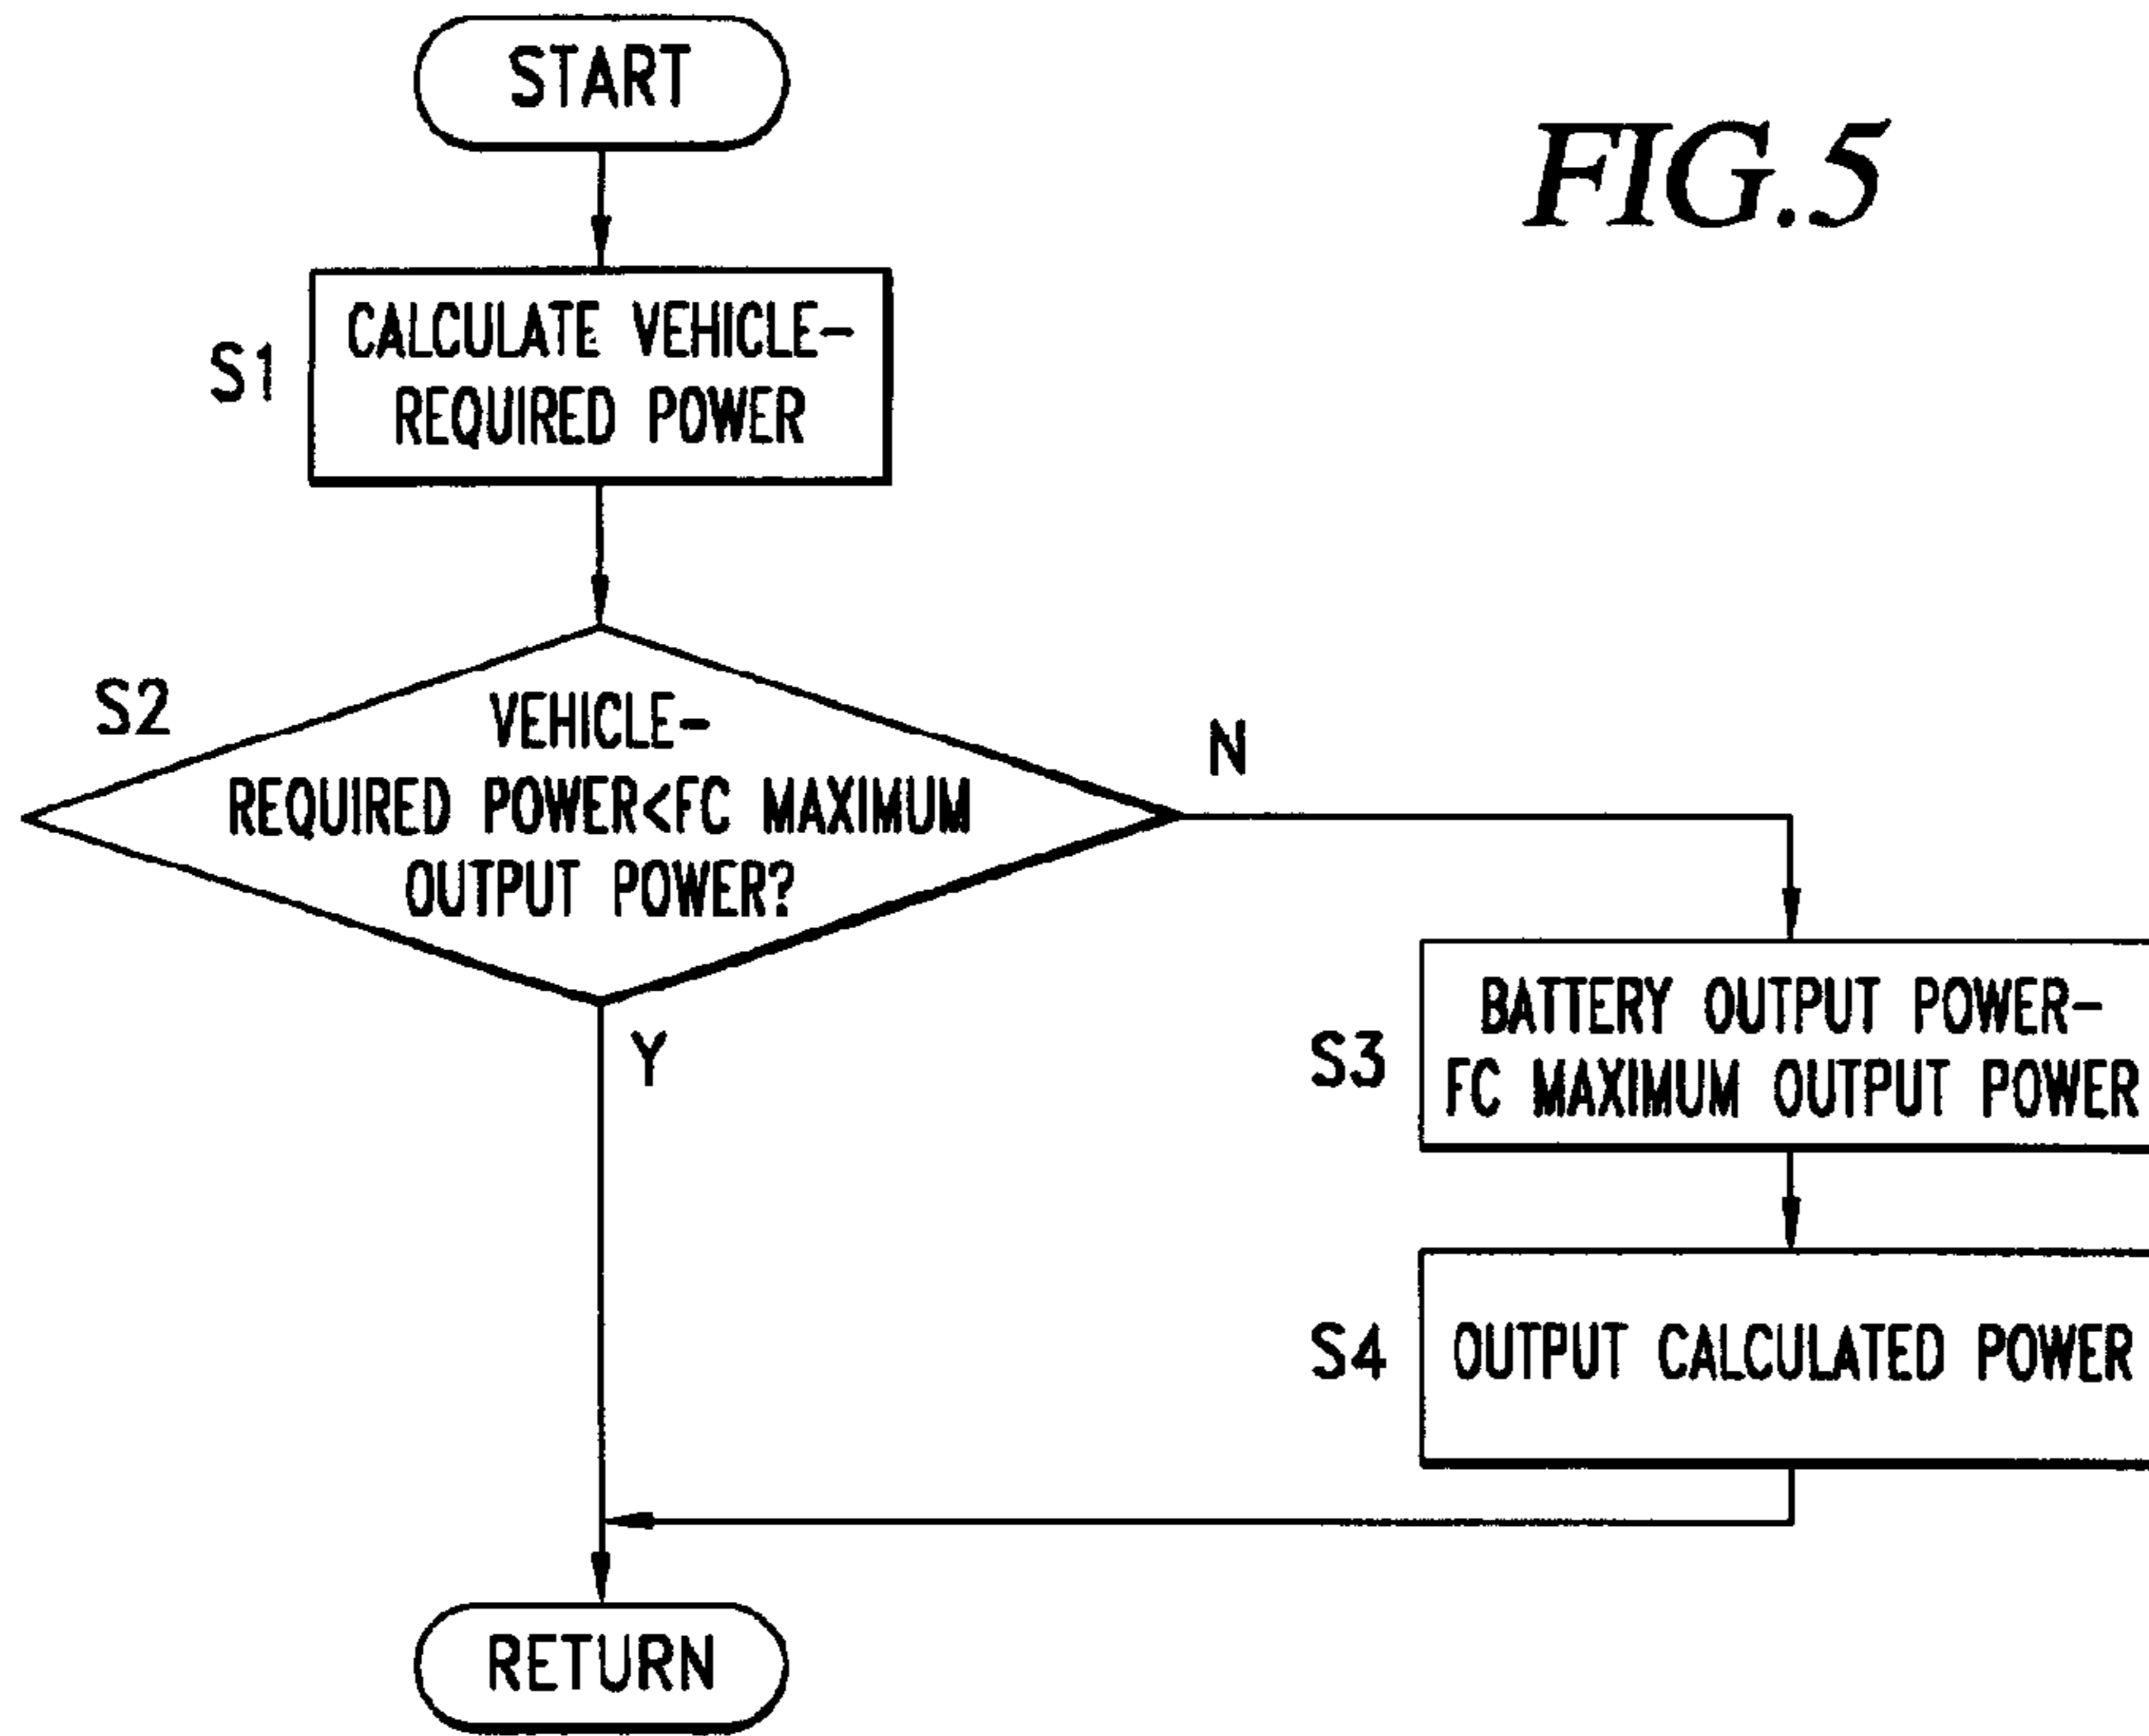 START
FIG.5
S1
CALCULATE VEHICLE-
REQUIRED POWER
S2
VEHICLE-
REQUIRED POWER<FC MAXIMUM
OUTPUT POWER?
N
Y
S3
BATTERY OUTPUT POWER-
FC MAXIMUM OUTPUT POWER
S4
OUTPUT CALCULATED POWER
RETURN